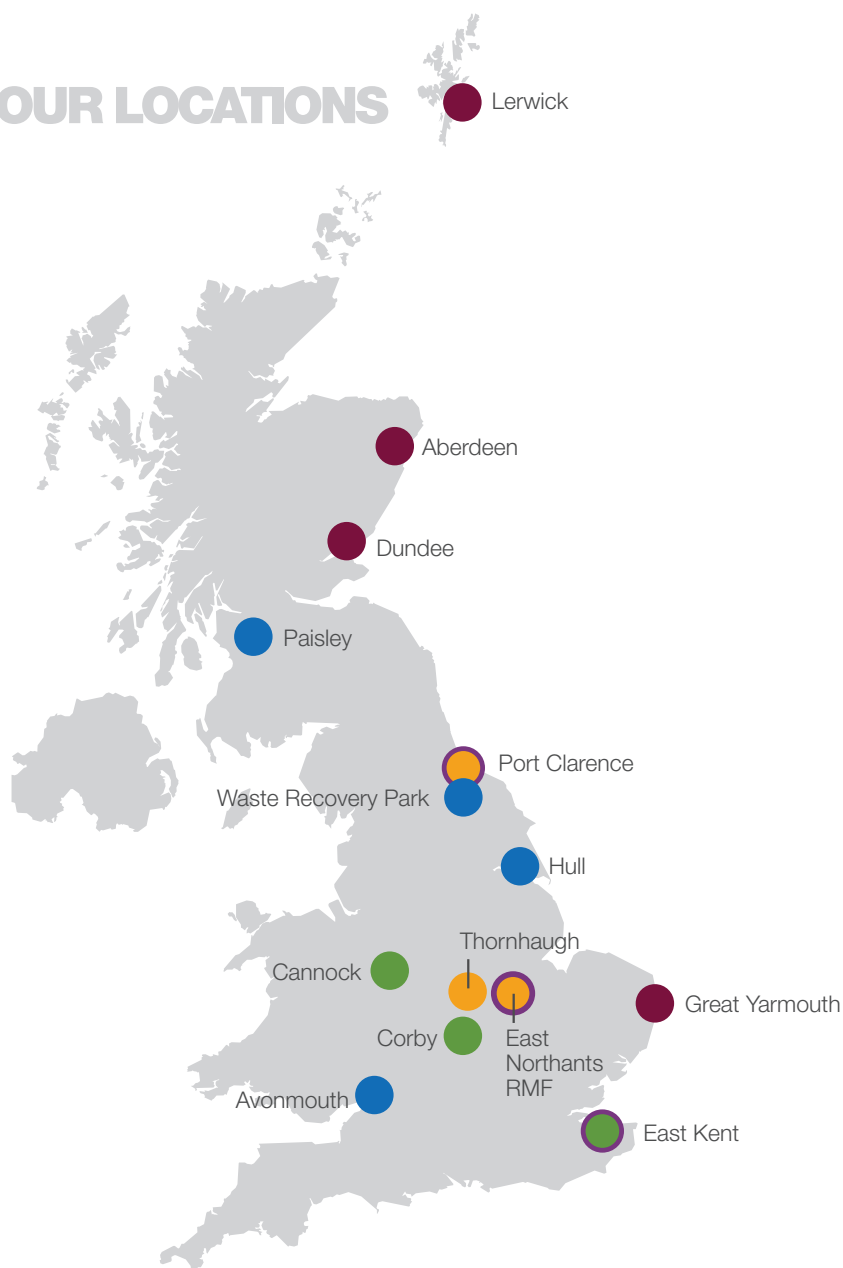 OUR LOCATIONS
Lerwick
Aberdeen
Dundee
Paisley
Port Clarence
Waste Recovery Park
Hull
Thornhaugh
Cannock
Great Yarmouth
Corby
East
Northants
RMF
Avonmouth
East Kent